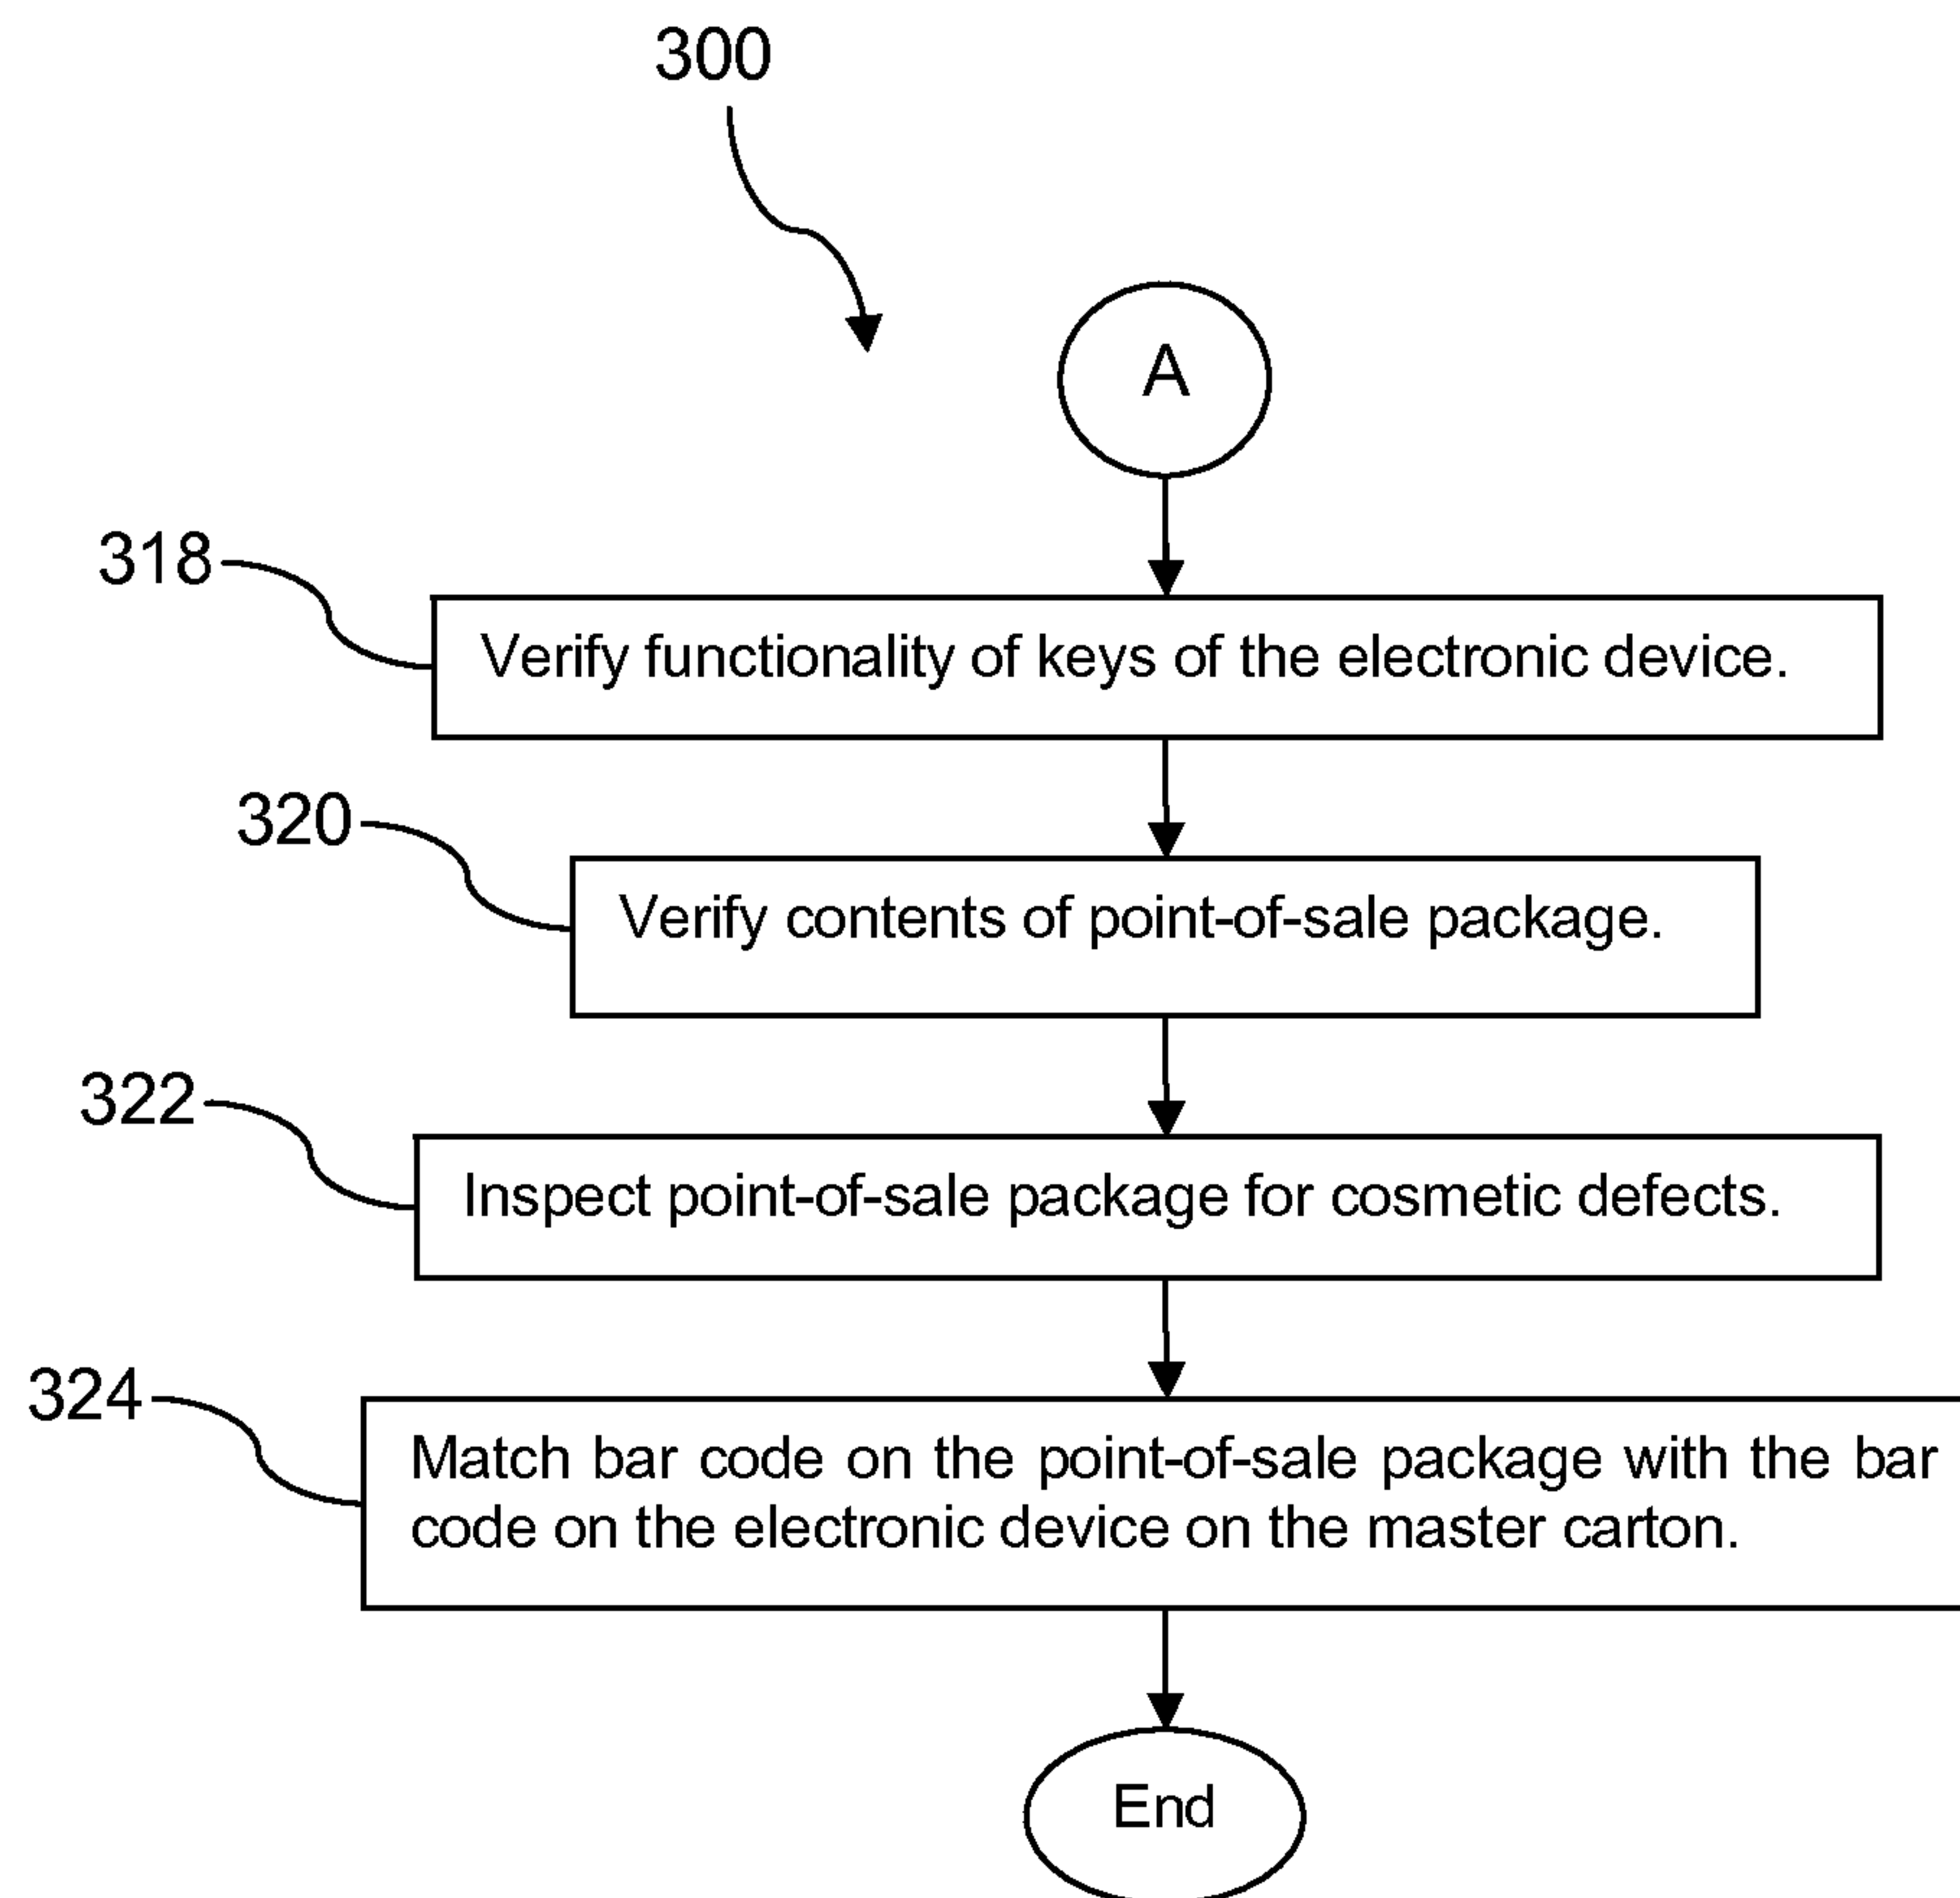 300
A
318
Verify functionality of keys of the electronic device.
320
Verify contents of point-of-sale package.
322
Inspect point-of-sale package for cosmetic defects.
324
Match bar code on the point-of-sale package with the bar
code on the electronic device on the master carton.
End